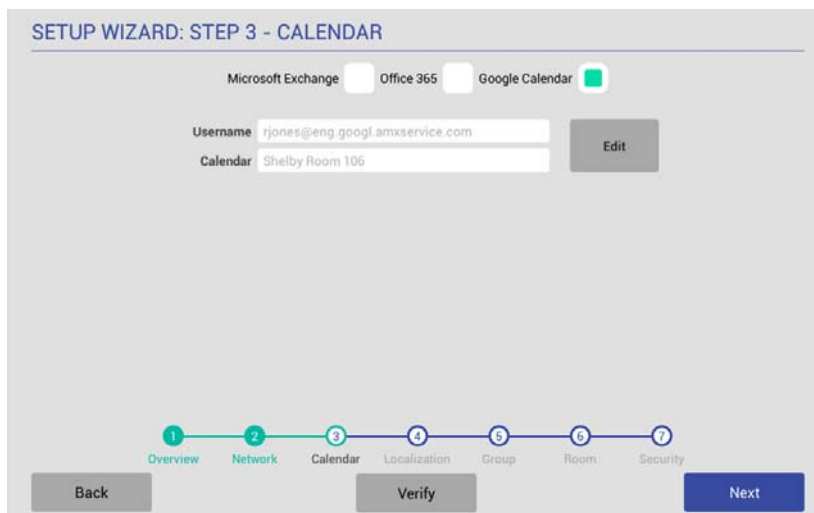 SETUP WIZARD: STEP 3 - CALENDAR
Microsoft Exchange Office 365 Google Calendar
Username rjones@eng.googl.amxservice.com
Edit
Calendar Shelby Room 106
1 2 3 4 5 6 7
Overview Network Calendar Localization Group Room Security
Back Verify Next